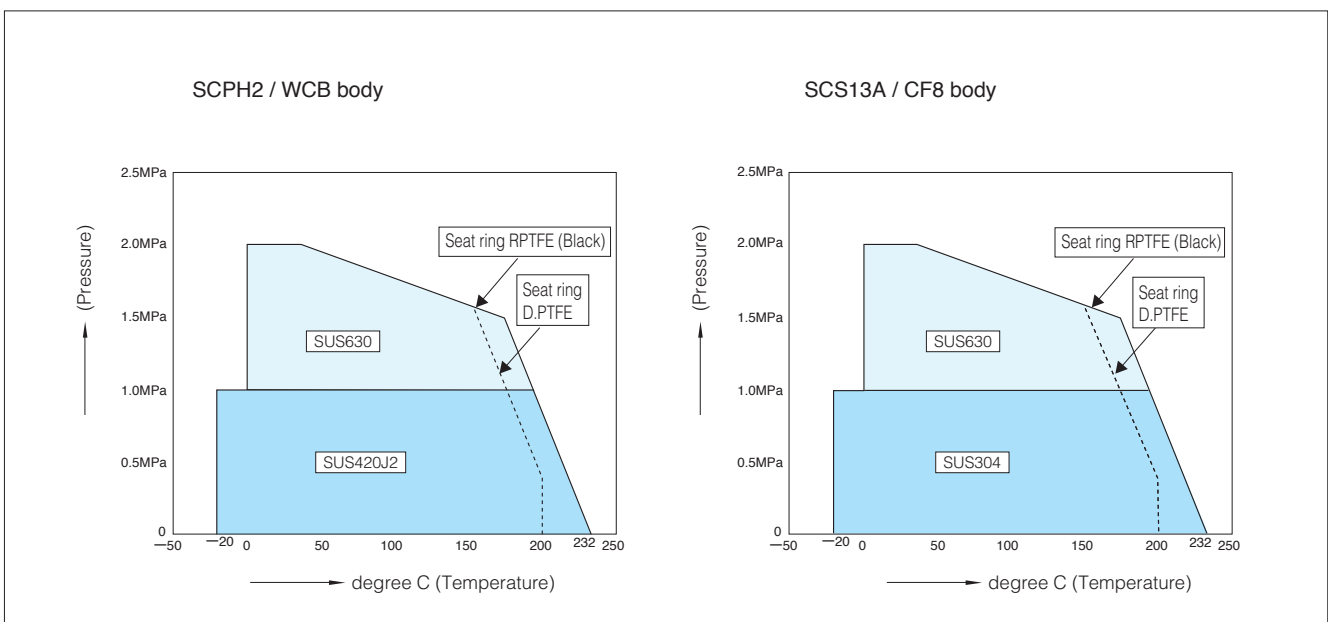 SCPH2 / WCB body
2.5MPa
2.0MPa
1.5MPa
1.0MPa
0.5MPa
0
(Pressure)
Seat ring RPTFE (Black)
Seat ring
D.PTFE
SUS630
SUS420J2
—50
—20
0
50
100
150
200
232
250
degree C (Temperature)
SCS13A / CF8 body
2.5MPa
2.0MPa
1.5MPa
1.0MPa
0.5MPa
0
(Pressure)
Seat ring RPTFE (Black)
Seat ring
D.PTFE
SUS630
SUS304
—50
—20
0
50
100
150
200
232
250
degree C (Temperature)